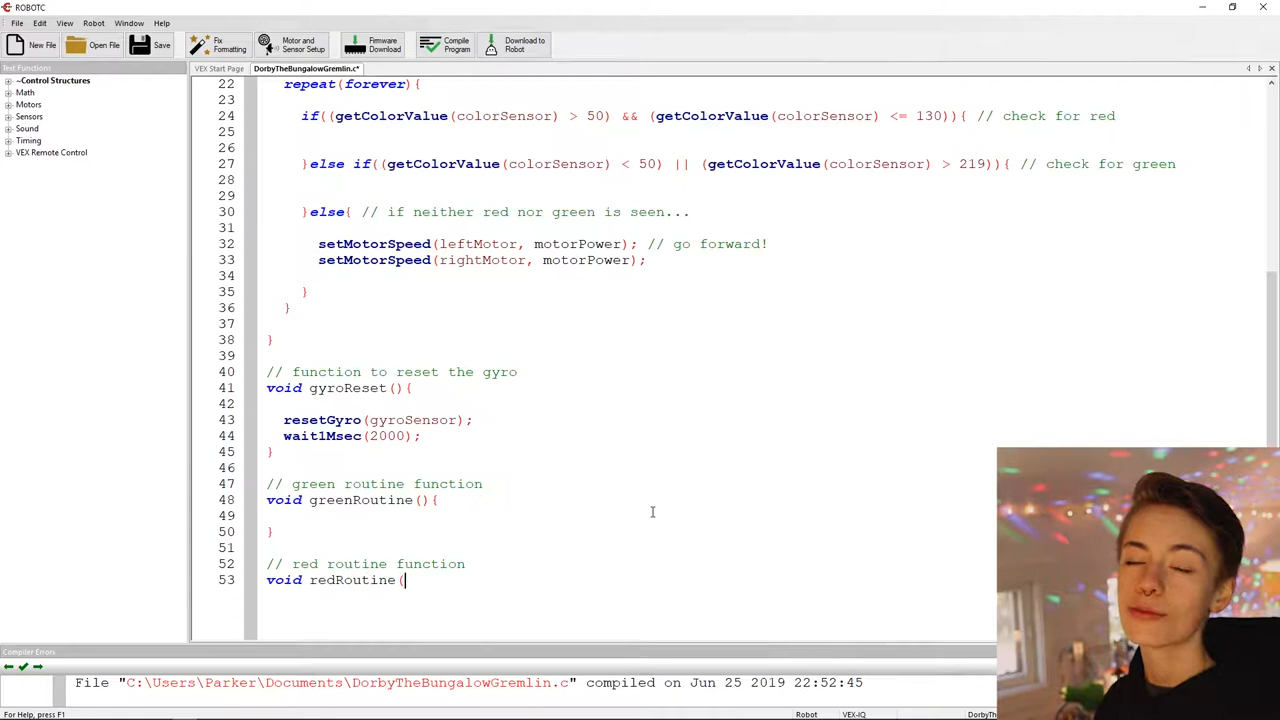 ROBOTC
File Edit View Robot Window Help
New File Open File Save Fix Formatting Motor and Sensor Setup Firmware Download Compile Program Download to Robot
Text Functions
~Control Structures
Math
Motors
Sensors
Sound
Timing
VEX Remote Control
VEX Start Page DorbyTheBungalowGremlin.c*
22 repeat(forever){
23
24 if((getColorValue(colorSensor) > 50) && (getColorValue(colorSensor) <= 130)){ // check for red
25
26
27 }else if((getColorValue(colorSensor) < 50) || (getColorValue(colorSensor) > 219)){ // check for green
28
29
30 }else{ // if neither red nor green is seen...
31
32 setMotorSpeed(leftMotor, motorPower); // go forward!
33 setMotorSpeed(rightMotor, motorPower);
34
35 }
36 }
37
38 }
39
40 // function to reset the gyro
41 void gyroReset(){
42
43 resetGyro(gyroSensor);
44 wait1Msec(2000);
45 }
46
47 // green routine function
48 void greenRoutine(){
49
50 }
51
52 // red routine function
53 void redRoutine(
Compiler Errors
File "C:\Users\Parker\Documents\DorbyTheBungalowGremlin.c" compiled on Jun 25 2019 22:52:45
For Help, press F1
Robot VEX-IQ DorbyTh